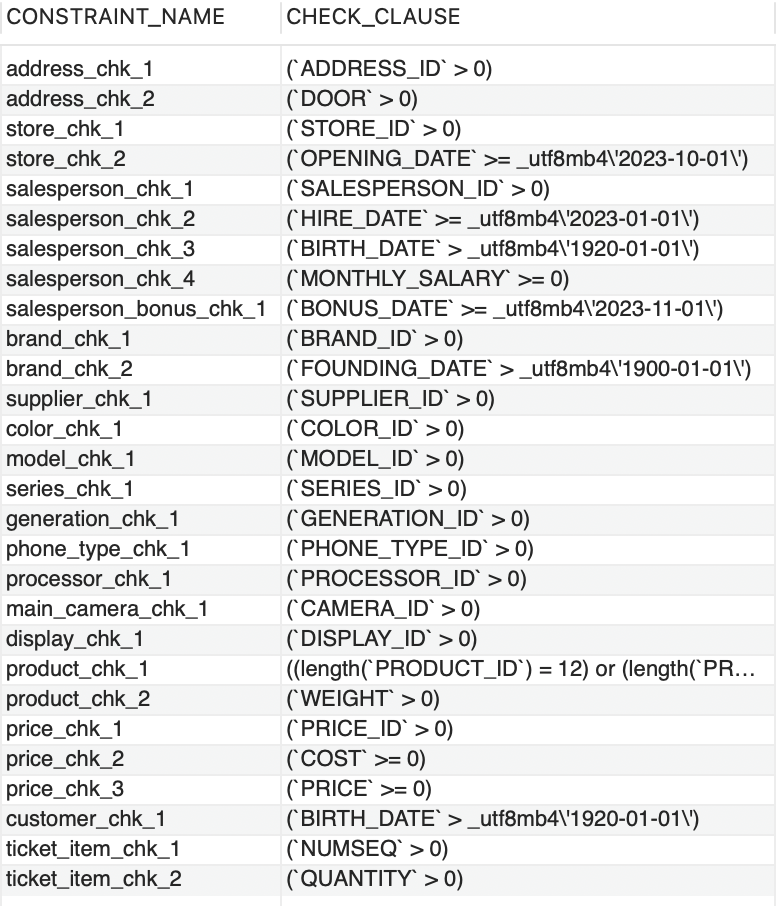 CONSTRAINT_NAME CHECK_CLAUSE
address_chk_1 (`ADDRESS_ID` > 0)
address_chk_2 (`DOOR` > 0)
store_chk_1 (`STORE_ID` > 0)
store_chk_2 (`OPENING_DATE` >= _utf8mb4\'2023-10-01\')
salesperson_chk_1 (`SALESPERSON_ID` > 0)
salesperson_chk_2 (`HIRE_DATE` >= _utf8mb4\'2023-01-01\')
salesperson_chk_3 (`BIRTH_DATE` > _utf8mb4\'1920-01-01\')
salesperson_chk_4 (`MONTHLY_SALARY` >= 0)
salesperson_bonus_chk_1 (`BONUS_DATE` >= _utf8mb4\'2023-11-01\')
brand_chk_1 (`BRAND_ID` > 0)
brand_chk_2 (`FOUNDING_DATE` > _utf8mb4\'1900-01-01\')
supplier_chk_1 (`SUPPLIER_ID` > 0)
color_chk_1 (`COLOR_ID` > 0)
model_chk_1 (`MODEL_ID` > 0)
series_chk_1 (`SERIES_ID` > 0)
generation_chk_1 (`GENERATION_ID` > 0)
phone_type_chk_1 (`PHONE_TYPE_ID` > 0)
processor_chk_1 (`PROCESSOR_ID` > 0)
main_camera_chk_1 (`CAMERA_ID` > 0)
display_chk_1 (`DISPLAY_ID` > 0)
product_chk_1 ((length(`PRODUCT_ID`) = 12) or (length(`PR...
product_chk_2 (`WEIGHT` > 0)
price_chk_1 (`PRICE_ID` > 0)
price_chk_2 (`COST` >= 0)
price_chk_3 (`PRICE` >= 0)
customer_chk_1 (`BIRTH_DATE` > _utf8mb4\'1920-01-01\')
ticket_item_chk_1 (`NUMSEQ` > 0)
ticket_item_chk_2 (`QUANTITY` > 0)